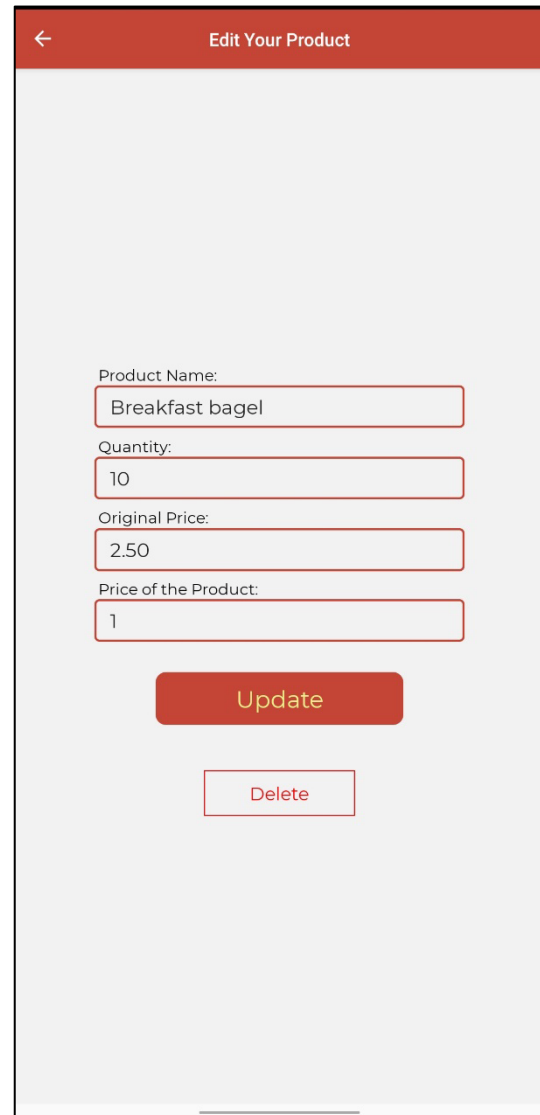 Edit Your Product
Product Name:
Breakfast bagel
Quantity:
10
Original Price:
2.50
Price of the Product:
1
Update
Delete